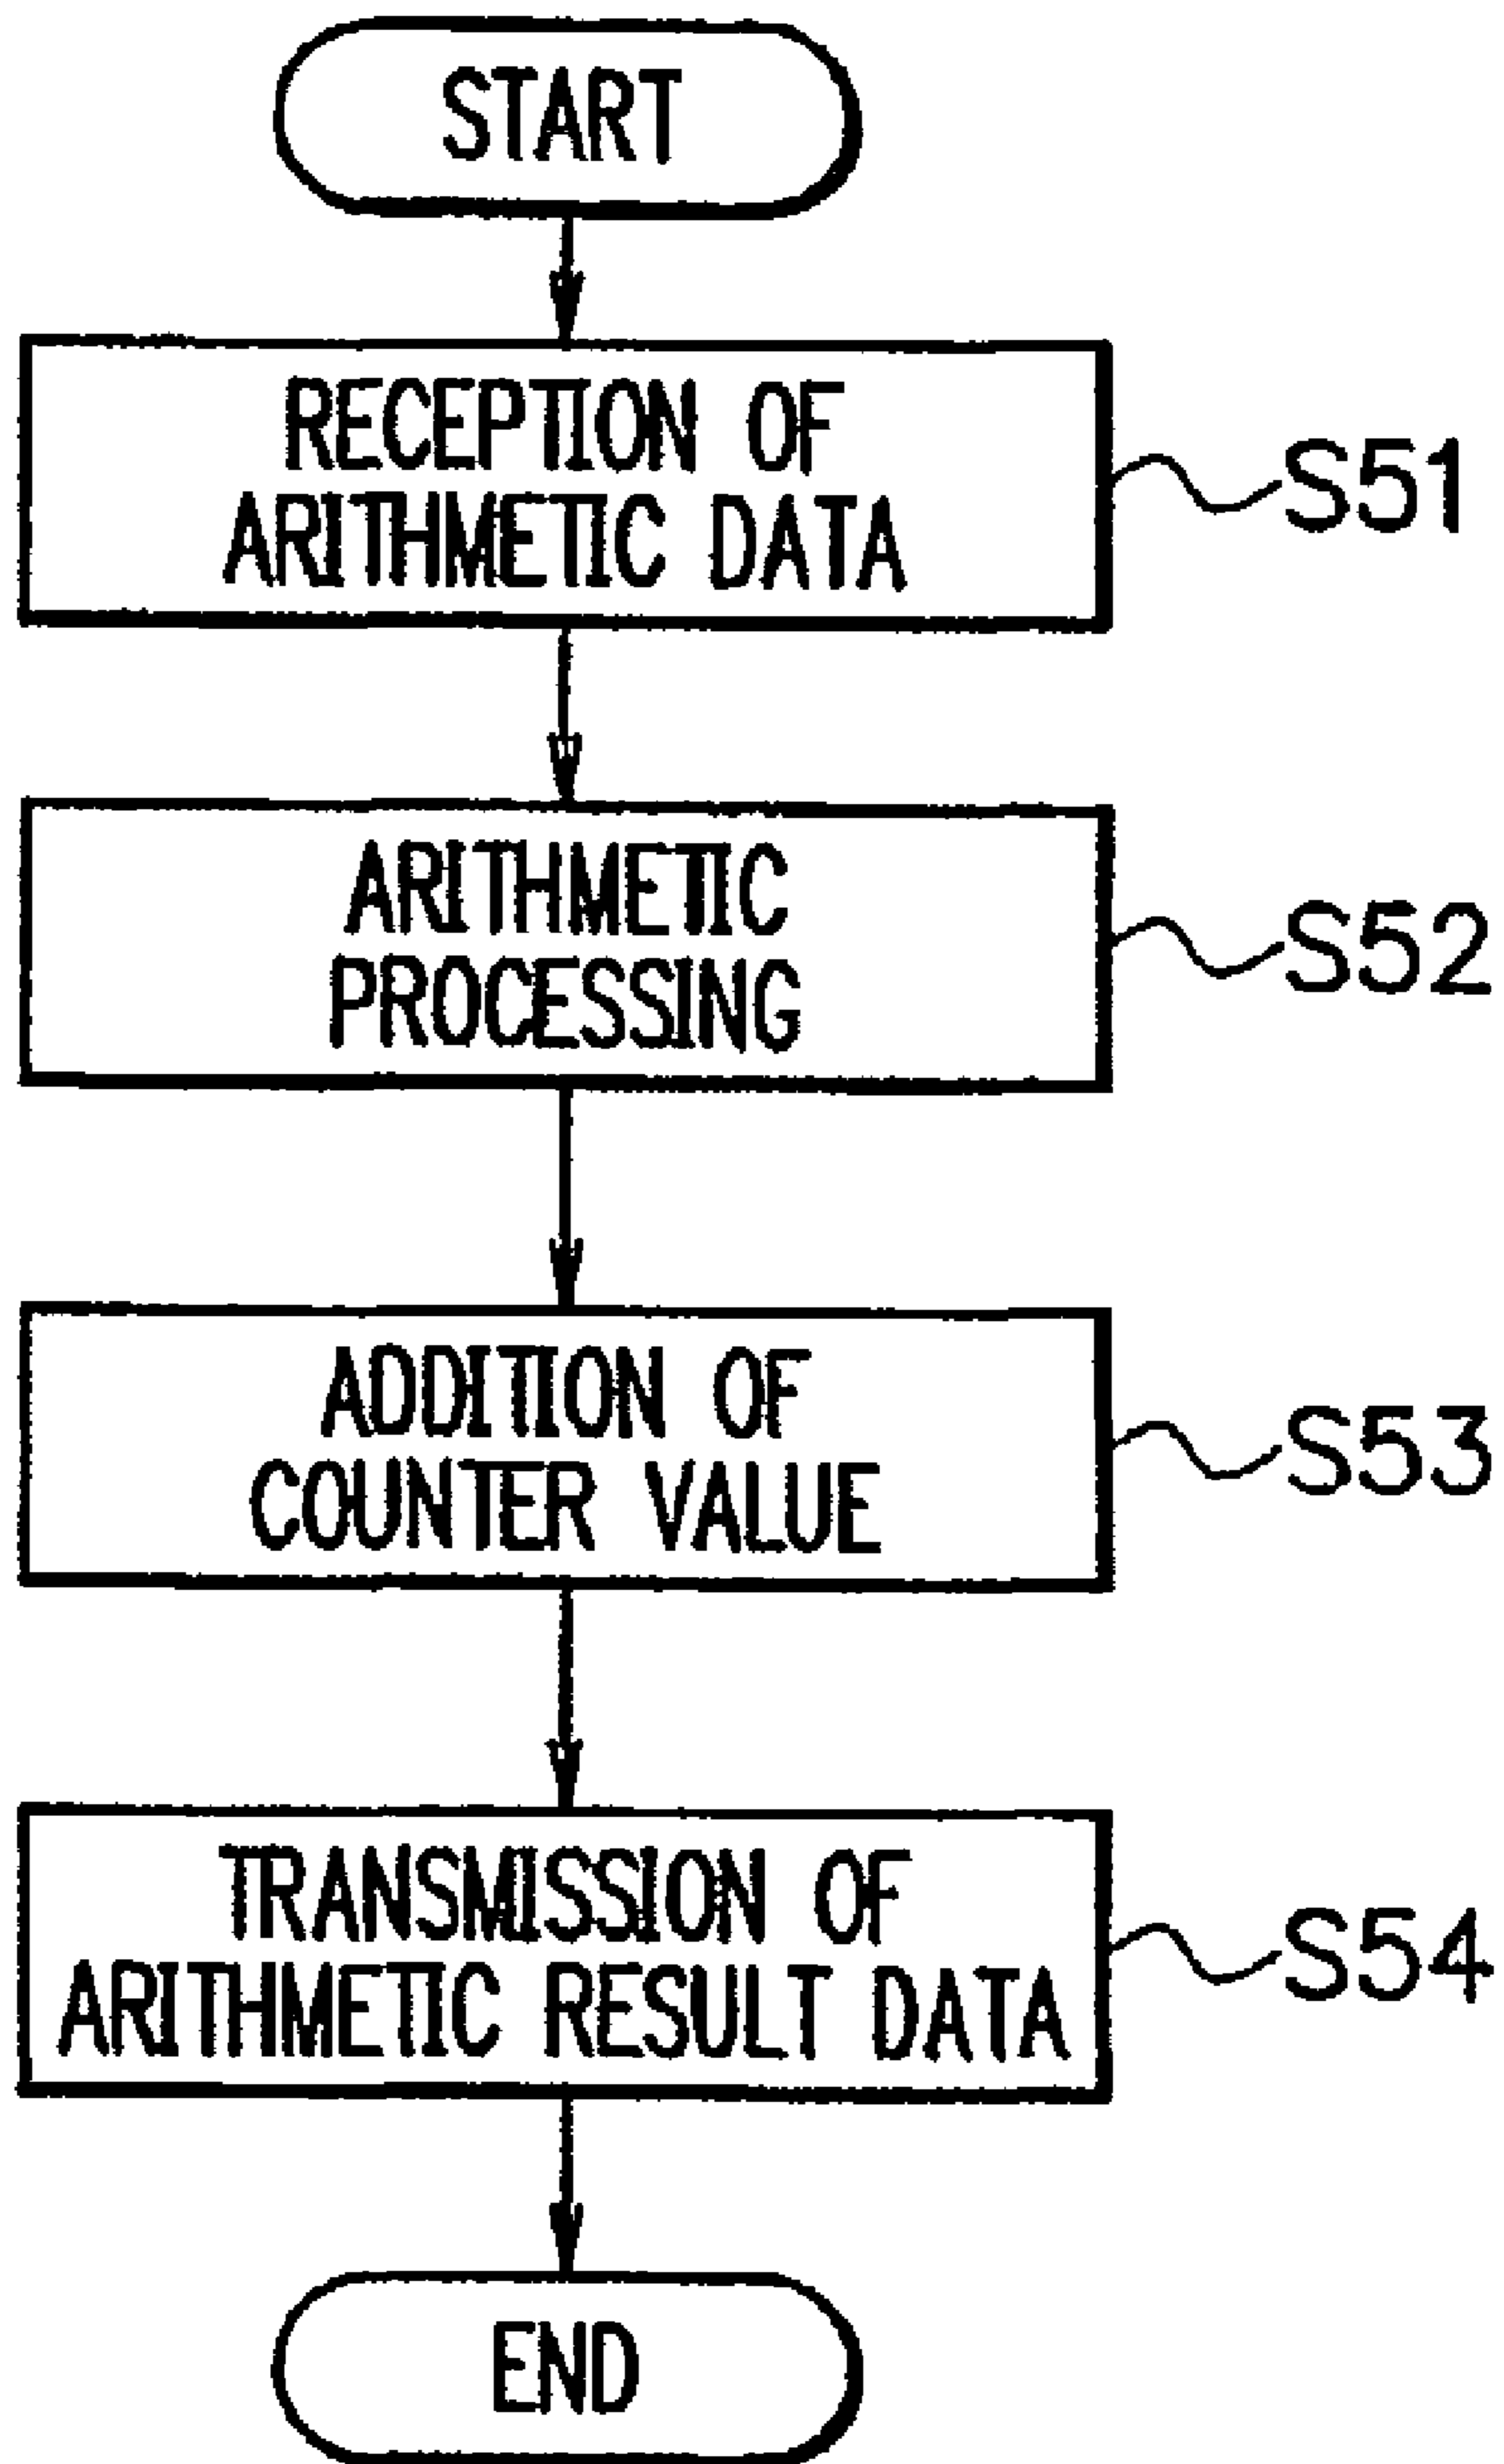 START
RECEPTION OF
ARITHMETIC DATA
S51
ARITHMETIC
PROCESSING
S52
ADDITION OF
COUNTER VALUE
S53
TRANSMISSION OF
ARITHMETIC RESULT DATA
S54
END